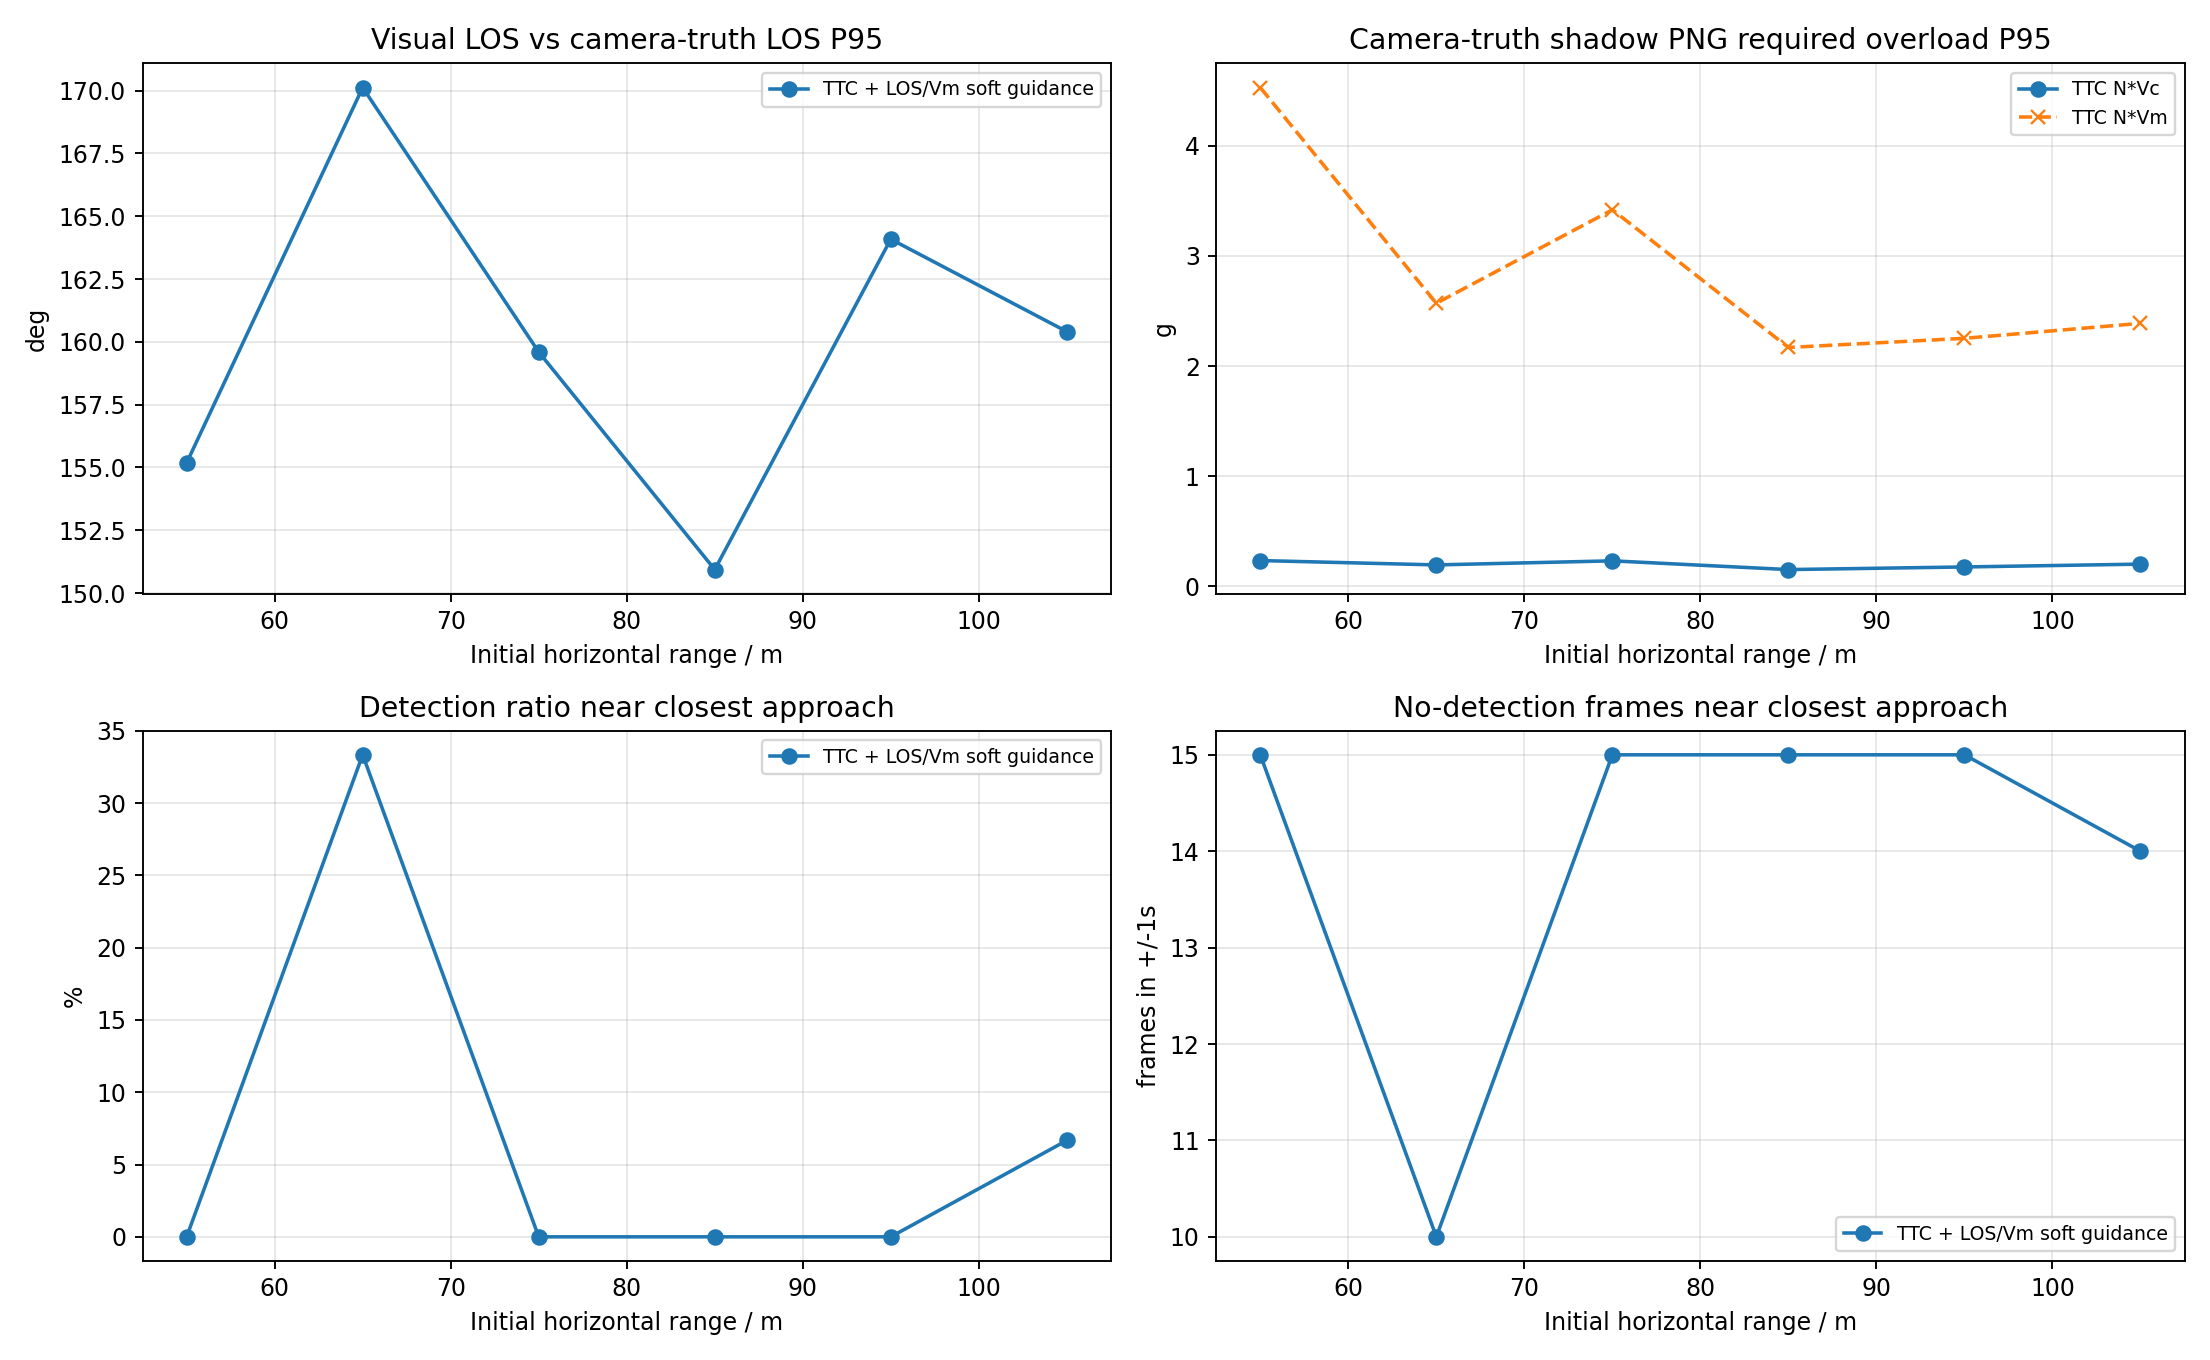 Visual LOS vs camera-truth LOS P95
TTC + LOS/Vm soft guidance
170.0
167.5
165.0
162.5
160.0
157.5
155.0
152.5
150.0
deg
60 70 80 90 100
Initial horizontal range / m
Camera-truth shadow PNG required overload P95
TTC N*Vc
TTC N*Vm
4
3
2
1
0
g
60 70 80 90 100
Initial horizontal range / m
Detection ratio near closest approach
TTC + LOS/Vm soft guidance
35
30
25
20
15
10
5
0
%
60 70 80 90 100
Initial horizontal range / m
No-detection frames near closest approach
15
14
13
12
11
10
frames in +/-1s
TTC + LOS/Vm soft guidance
60 70 80 90 100
Initial horizontal range / m